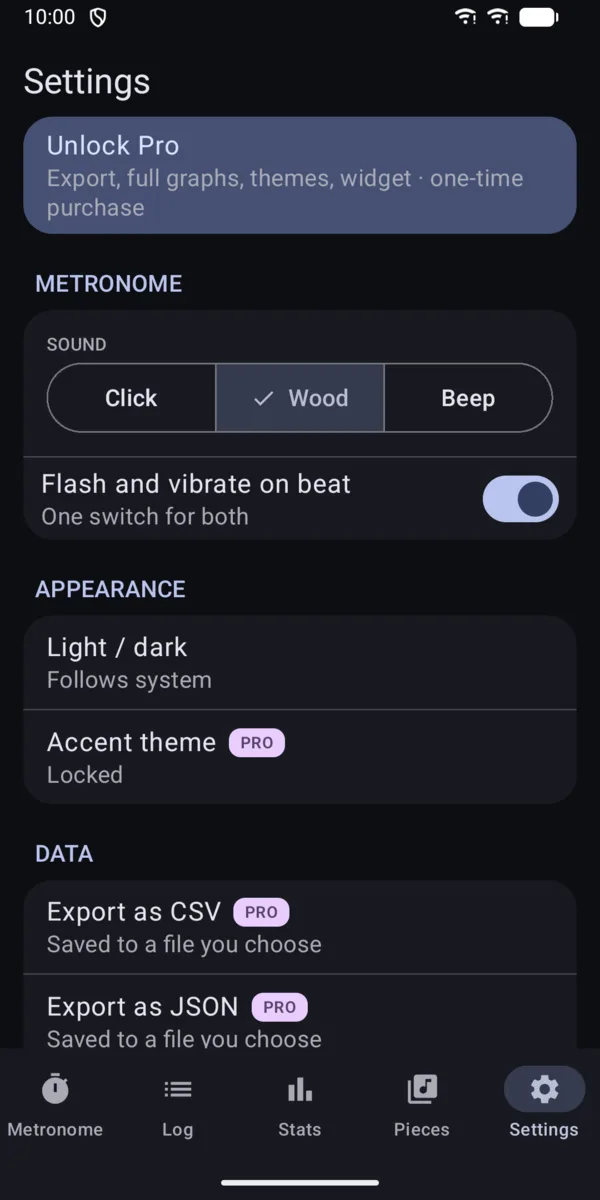 10:00
Settings
Unlock Pro
Export, full graphs, themes, widget · one-time
purchase
METRONOME
SOUND
Click
Wood
Beep
Flash and vibrate on beat
One switch for both
APPEARANCE
Light / dark
Follows system
Accent theme PRO
Locked
DATA
Export as CSV PRO
Saved to a file you choose
Export as JSON PRO
Saved to a file you choose
Metronome
Log
Stats
Pieces
Settings